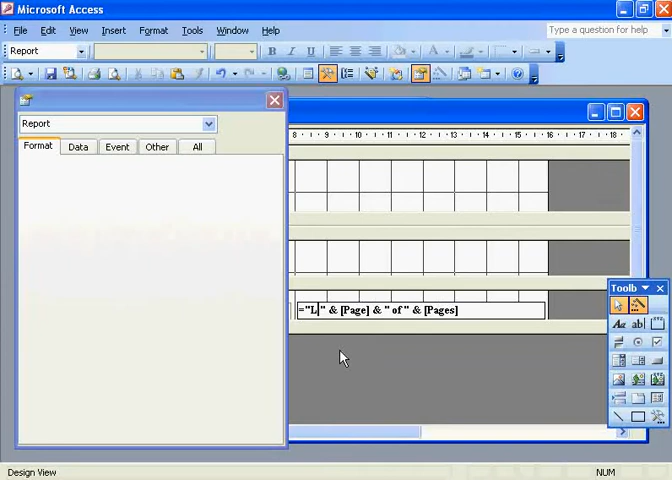 Microsoft Access
File Edit View Insert Format Tools Window Help
Type a question for help
Report
B I U
Report
Format Data Event Other All
8 9 10 11 12 13 14 15 16 17 18
="L " & [Page] & " of " & [Pages]
Toolb
Aa ab|
Design View
NUM